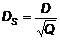 D_S = D/√Q